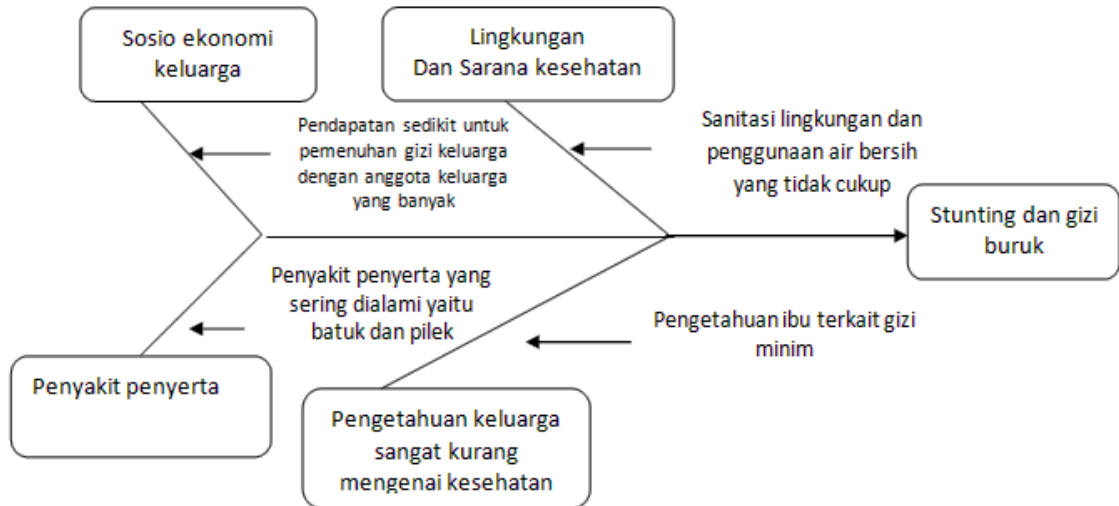 Sosio ekonomi
keluarga
Lingkungan
Dan Sarana kesehatan
Pendapatan sedikit untuk
pemenuhan gizi keluarga
dengan anggota keluarga
yang banyak
Sanitasi lingkungan dan
penggunaan air bersih
yang tidak cukup
Stunting dan gizi
buruk
Penyakit penyerta yang
sering dialami yaitu
batuk dan pilek
Pengetahuan ibu terkait gizi
minim
Penyakit penyerta
Pengetahuan keluarga
sangat kurang
mengenai kesehatan